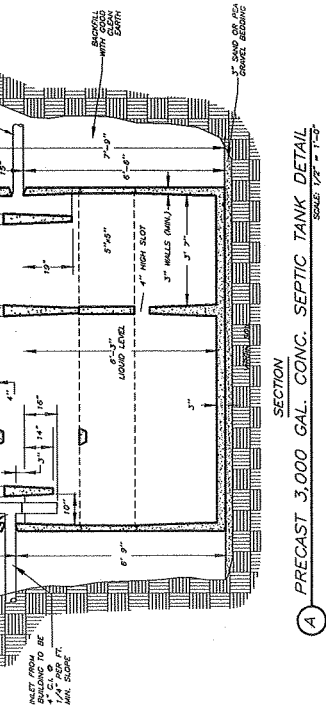 INLET FROM
BUILDING TO BE
4" C.I. @
1/4" PER FT.
MIN. SLOPE
3"
14"
16"
4"
10"
6' 9"
19"
15"
6'-3"
LIQUID LEVEL
5"x5"
4" HIGH SLOT
3" WALLS (MIN.)
3' 7"
6'-6"
7'-9"
3"
BACKFILL
WITH GOOD
CLEAN
EARTH
3" SAND OR PEA
GRAVEL BEDDING
SECTION
A PRECAST 3,000 GAL. CONC. SEPTIC TANK DETAIL
SCALE: 1/2" = 1'-0"